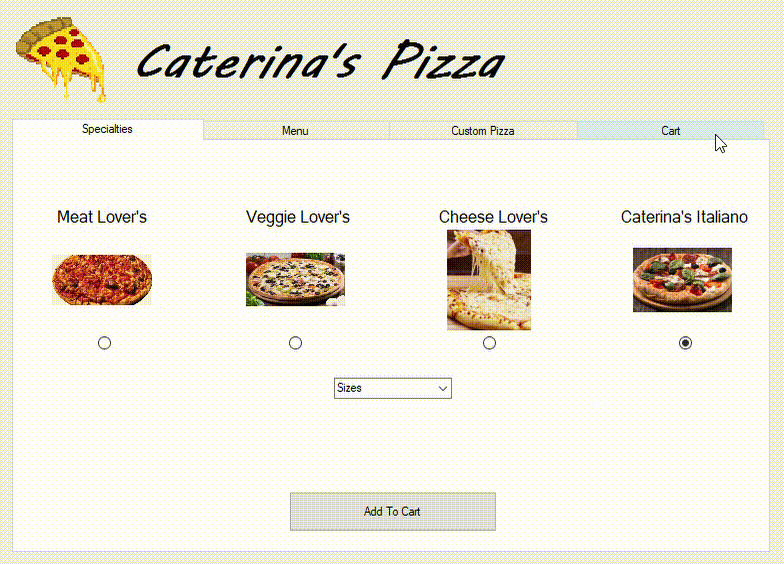 Caterina's Pizza
Specialties
Menu
Custom Pizza
Cart
Meat Lover's
Veggie Lover's
Cheese Lover's
Caterina's Italiano
Sizes
Add To Cart